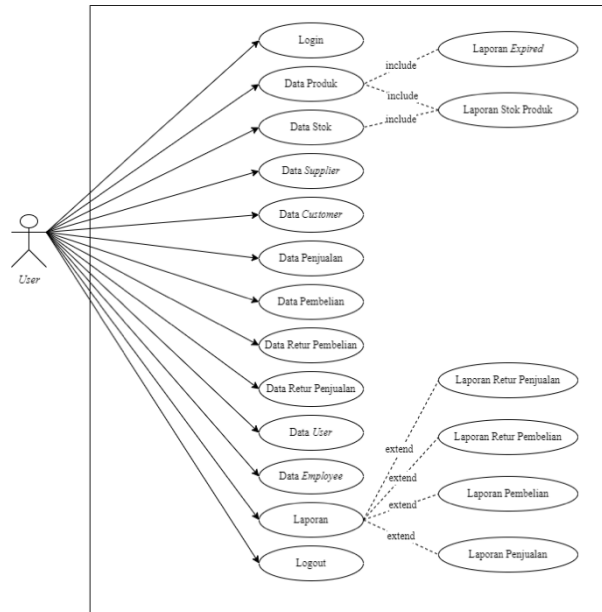 Login
Laporan Expired
include
Data Produk
include
Laporan Stok Produk
Data Stok
include
Data Supplier
Data Customer
User
Data Penjualan
Data Pembelian
Data Retur Pembelian
Data Retur Penjualan
Laporan Retur Penjualan
Data User
Laporan Retur Pembelian
extend
Data Employee
extend
Laporan Pembelian
extend
Laporan
extend
Laporan Penjualan
Logout